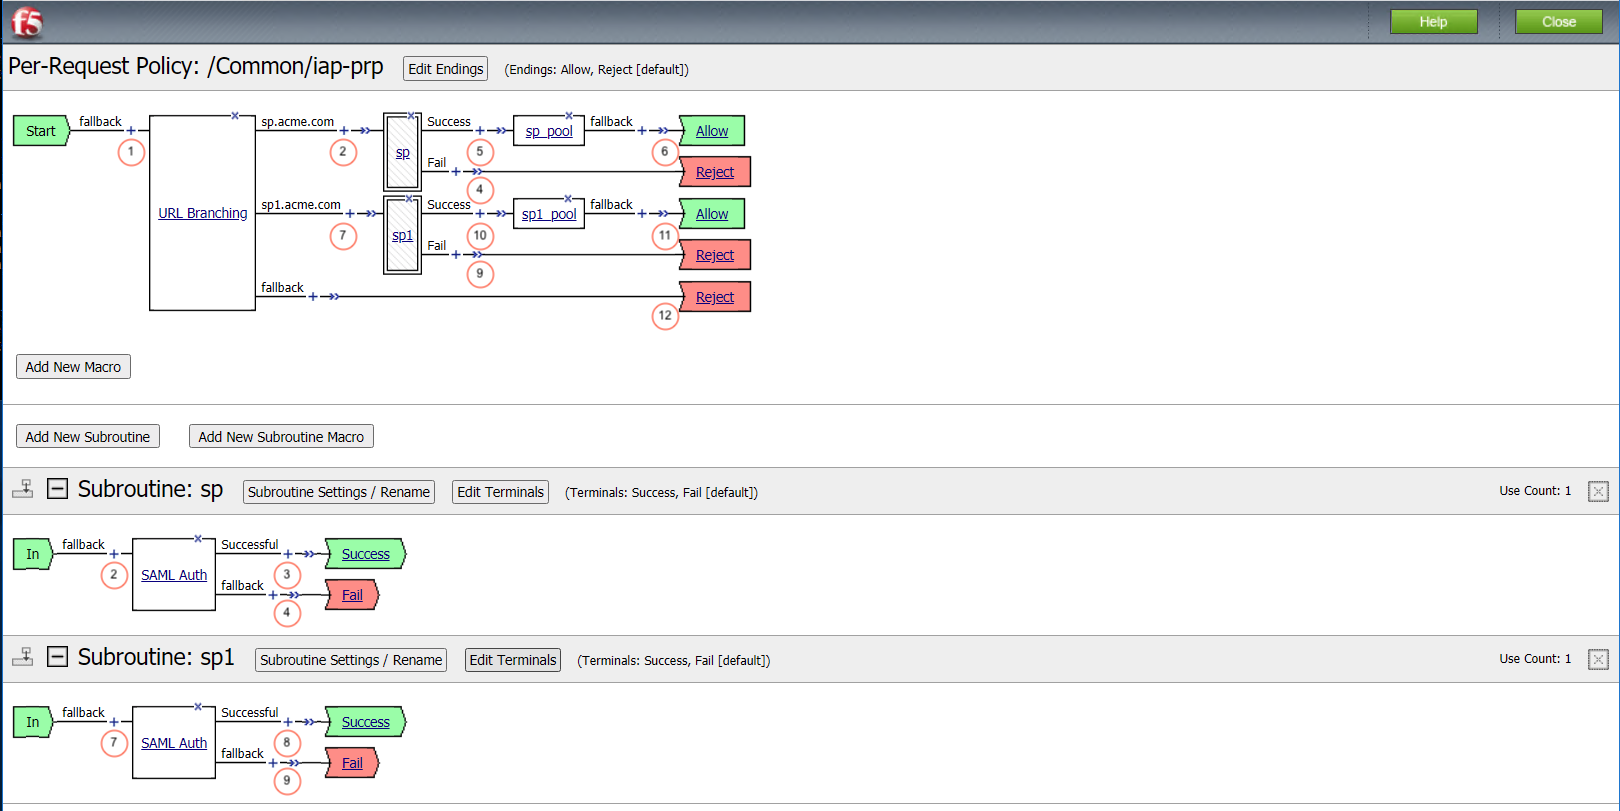 f5 Help Close
Per-Request Policy: /Common/iap-prp Edit Endings (Endings: Allow, Reject [default])
Start fallback sp.acme.com Success sp_pool fallback Allow
1 2 sp 5 6
Fail Reject
4
URL Branching sp1.acme.com Success sp1_pool fallback Allow
7 sp1 10 11
Fail Reject
9
fallback Reject
12
Add New Macro
Add New Subroutine Add New Subroutine Macro
Subroutine: sp Subroutine Settings / Rename Edit Terminals (Terminals: Success, Fail [default]) Use Count: 1
In fallback Successful Success
2 SAML Auth 3
fallback Fail
4
Subroutine: sp1 Subroutine Settings / Rename Edit Terminals (Terminals: Success, Fail [default]) Use Count: 1
In fallback Successful Success
7 SAML Auth 8
fallback Fail
9